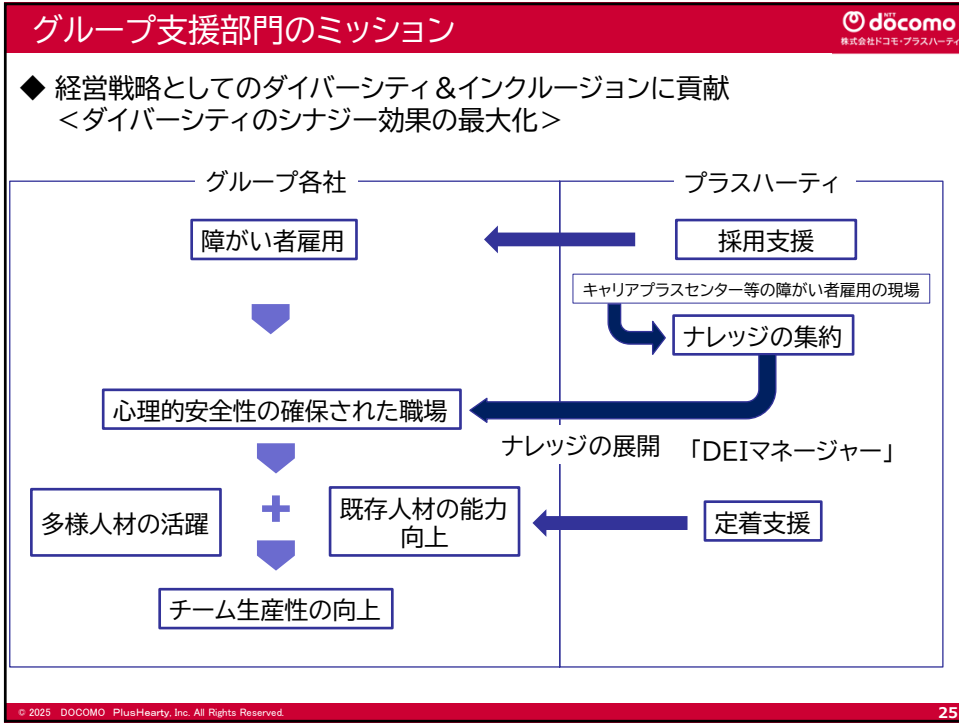 グループ支援部門のミッション
NTT
docomo
株式会社ドコモ・プラスハーティ
◆ 経営戦略としてのダイバーシティ&インクルージョンに貢献
＜ダイバーシティのシナジー効果の最大化＞
グループ各社
プラスハーティ
障がい者雇用
採用支援
キャリアプラスセンター等の障がい者雇用の現場
ナレッジの集約
心理的安全性の確保された職場
ナレッジの展開
「DEIマネージャー」
多様人材の活躍
+
既存人材の能力
向上
定着支援
チーム生産性の向上
© 2025 DOCOMO PlusHearty, Inc. All Rights Reserved.
25